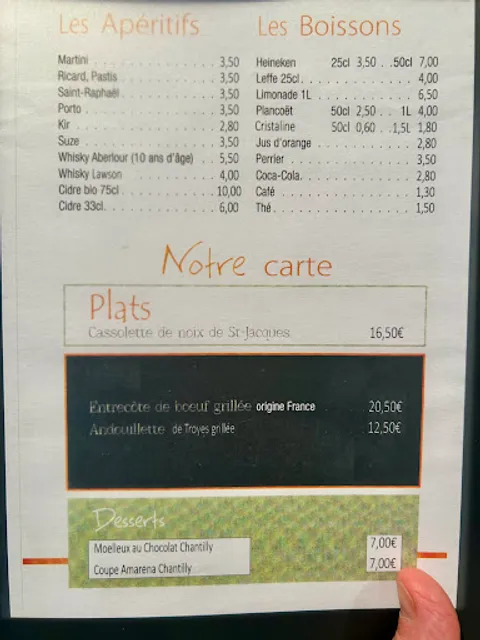 Les Apéritifs
Martini . . . . . . . . . . . . . . . . 3,50
Ricard, Pastis . . . . . . . . . . . . 3,50
Saint-Raphaël . . . . . . . . . . . . 3,50
Porto . . . . . . . . . . . . . . . . . 3,50
Kir . . . . . . . . . . . . . . . . . . 2,80
Suze . . . . . . . . . . . . . . . . . 3,50
Whisky Aberlour (10 ans d'âge) . . . . 5,50
Whisky Lawson . . . . . . . . . . . . 4,00
Cidre bio 75cl . . . . . . . . . . . . 10,00
Cidre 33cl. . . . . . . . . . . . . . . 6,00
Les Boissons
Heineken 25cl 3,50 . . 50cl 7,00
Leffe 25cl. . . . . . . . . . . . . . . 4,00
Limonade 1L . . . . . . . . . . . . . 6,50
Plancoët 50cl 2,50 . . 1L 4,00
Cristaline 50cl 0,60 . . 1,5L 1,80
Jus d'orange . . . . . . . . . . . . . 2,80
Perrier . . . . . . . . . . . . . . . . 3,50
Coca-Cola. . . . . . . . . . . . . . . 2,80
Café . . . . . . . . . . . . . . . . . 1,30
Thé. . . . . . . . . . . . . . . . . . 1,50
Notre carte
Plats
Cassolette de noix de St-Jacques 16,50€
Entrecôte de boeuf grillée origine France 20,50€
Andouillette de Troyes grillée 12,50€
Desserts
Moelleux au Chocolat Chantilly 7,00€
Coupe Amarena Chantilly 7,00€